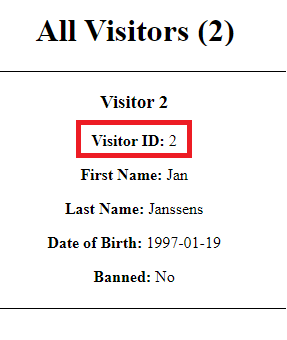 All Visitors (2)
Visitor 2
Visitor ID: 2
First Name: Jan
Last Name: Janssens
Date of Birth: 1997-01-19
Banned: No